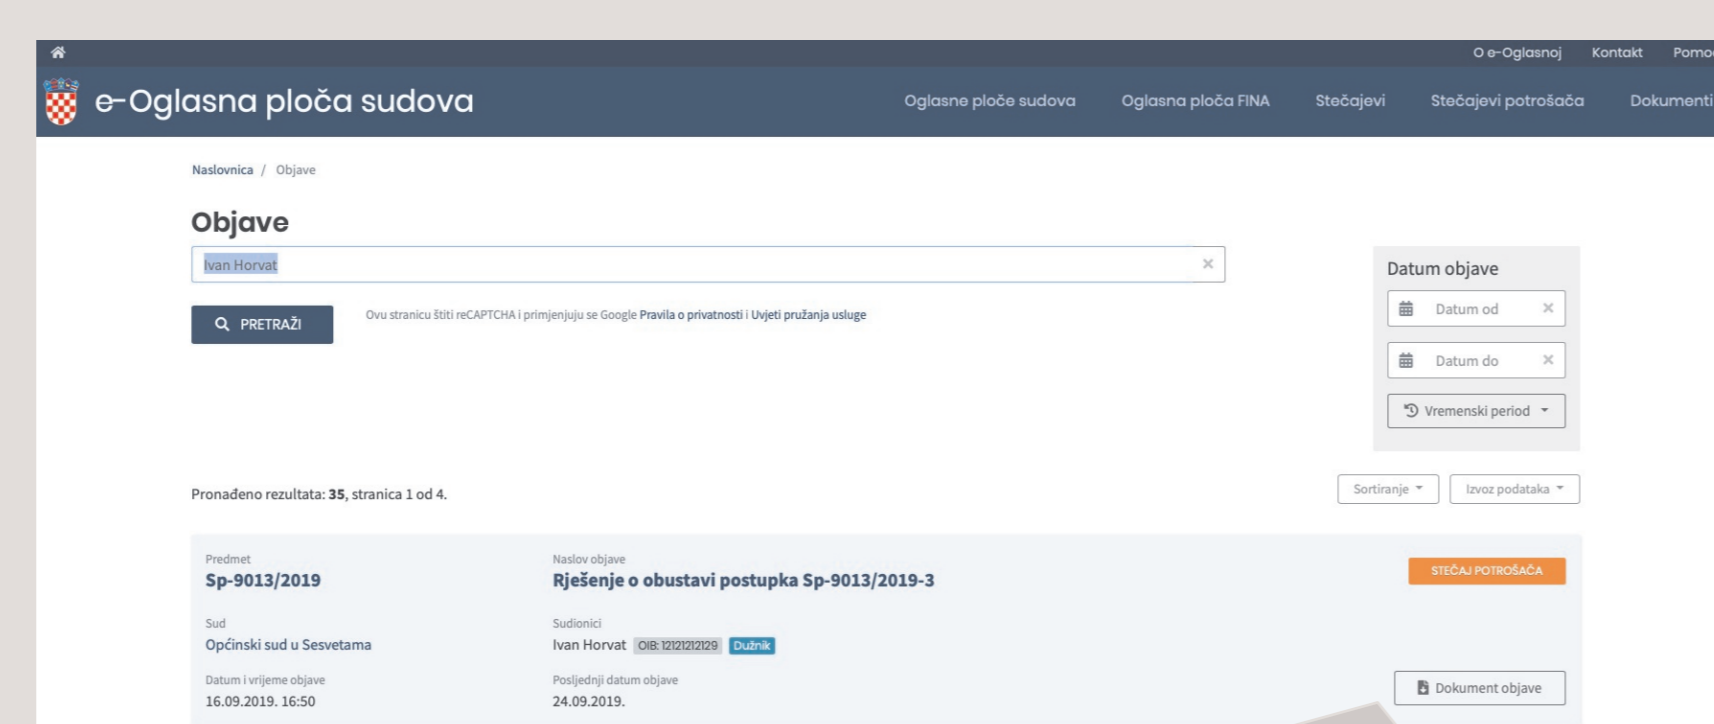 O e-Oglasnoj Kontakt
e-Oglasna ploča sudova
Oglasne ploče sudova Oglasna ploča FINA Stečajevi Stečajevi potrošača Dokumenti
Naslovnica / Objave
Objave
Ivan Horvat
PRETRAŽI
Ovu stranicu štiti reCAPTCHA i primjenjuju se Google Pravila o privatnosti i Uvjeti pružanja usluge
Datum objave
Datum od
Datum do
Vremenski period
Pronađeno rezultata: 35, stranica 1 od 4.
Sortiranje
Izvoz podataka
Predmet
Sp-9013/2019
Naslov objave
Rješenje o obustavi postupka Sp-9013/2019-3
STEČAJ POTROŠAČA
Sud
Općinski sud u Sesvetama
Sudionici
Ivan Horvat OIB: 12121212129 Dužnik
Datum i vrijeme objave
16.09.2019. 16:50
Posljednji datum objave
24.09.2019.
Dokument objave